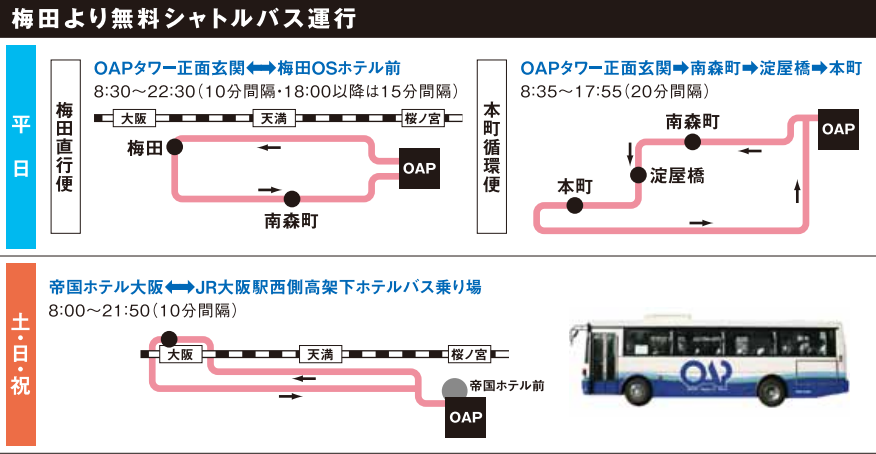 梅田より無料シャトルバス運行
平日
梅田直行便
OAPタワー正面玄関⟷梅田OSホテル前
8:30〜22:30（10分間隔・18:00以降は15分間隔）
大阪
天満
桜ノ宮
梅田
OAP
南森町
本町循環便
OAPタワー正面玄関➡南森町➡淀屋橋➡本町
8:35〜17:55（20分間隔）
南森町
OAP
淀屋橋
本町
土・日・祝
帝国ホテル大阪⟷JR大阪駅西側高架下ホテルバス乗り場
8:00〜21:50（10分間隔）
大阪
天満
桜ノ宮
帝国ホテル前
OAP
OAP